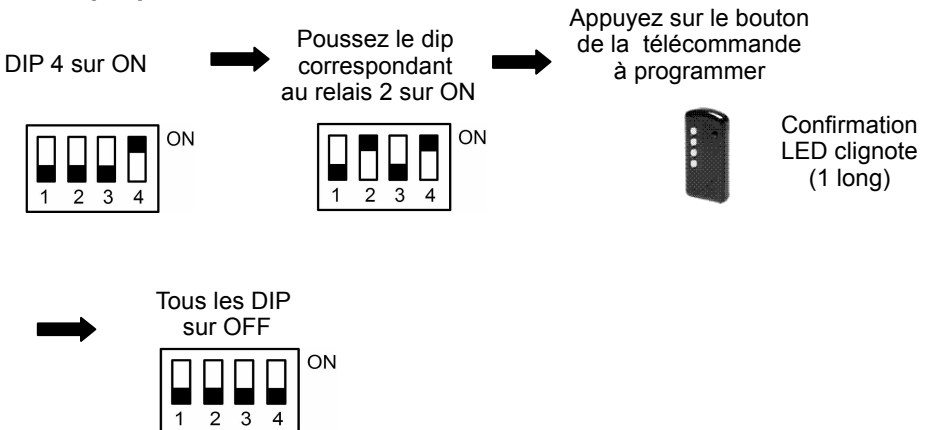 DIP 4 sur ON
ON
1 2 3 4
Poussez le dip
correspondant
au relais 2 sur ON
ON
1 2 3 4
Appuyez sur le bouton
de la télécommande
à programmer
Confirmation
LED clignote
(1 long)
Tous les DIP
sur OFF
ON
1 2 3 4